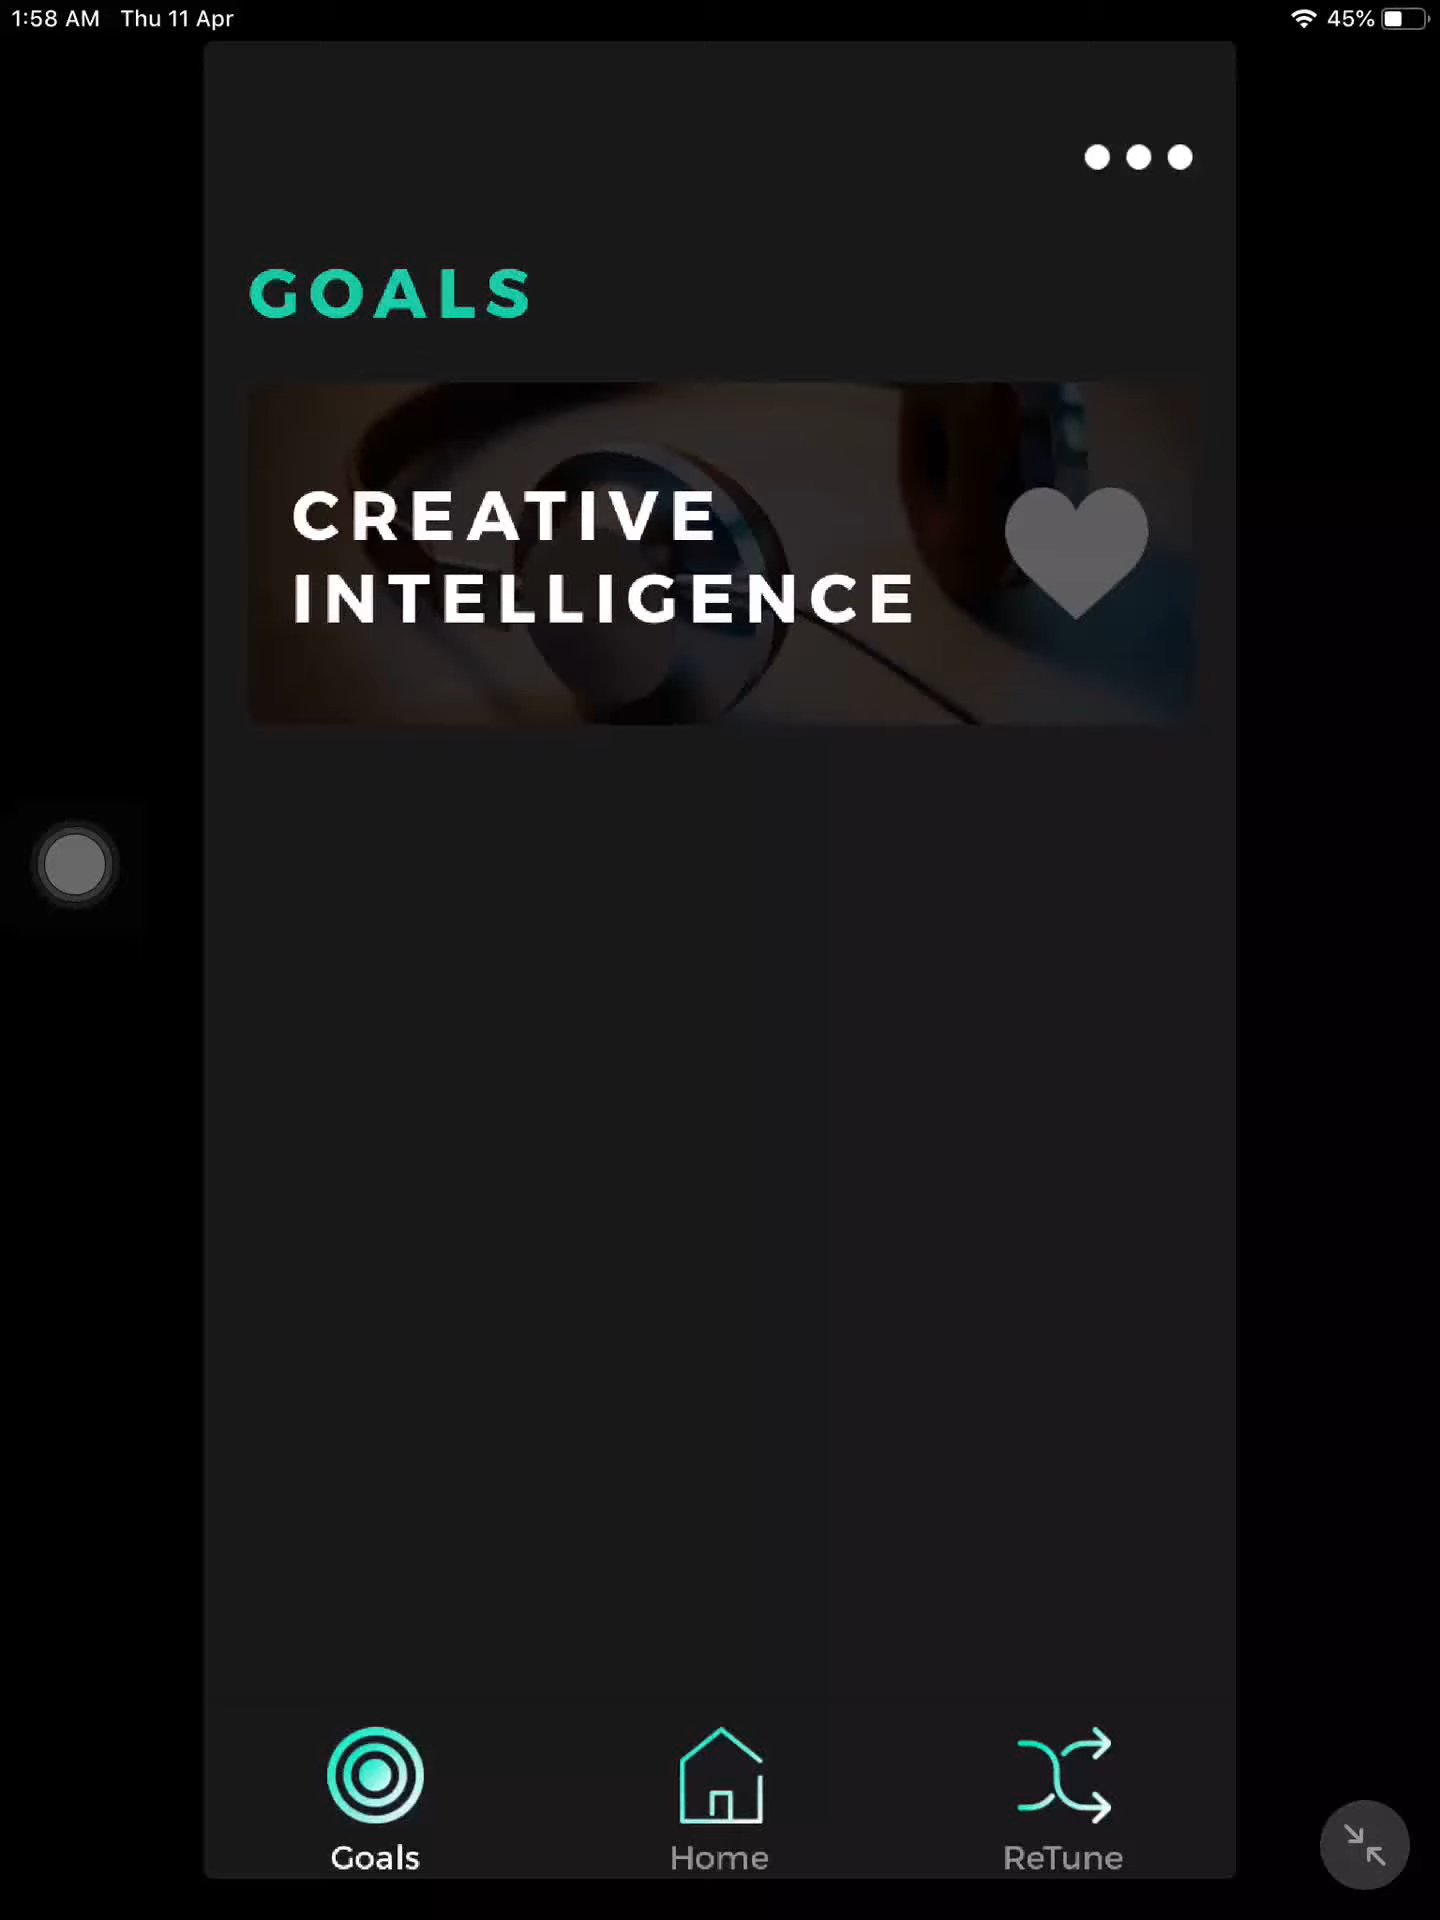 1:58 AM Thu 11 Apr 45%
GOALS
CREATIVE
INTELLIGENCE
Goals Home ReTune